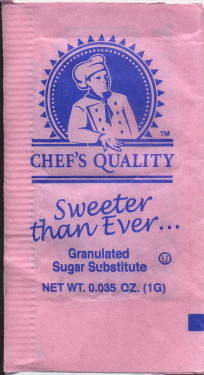 TM
CHEF'S QUALITY
Sweeter
than Ever...
Granulated
Sugar Substitute U
NET WT. 0.035 OZ. (1G)